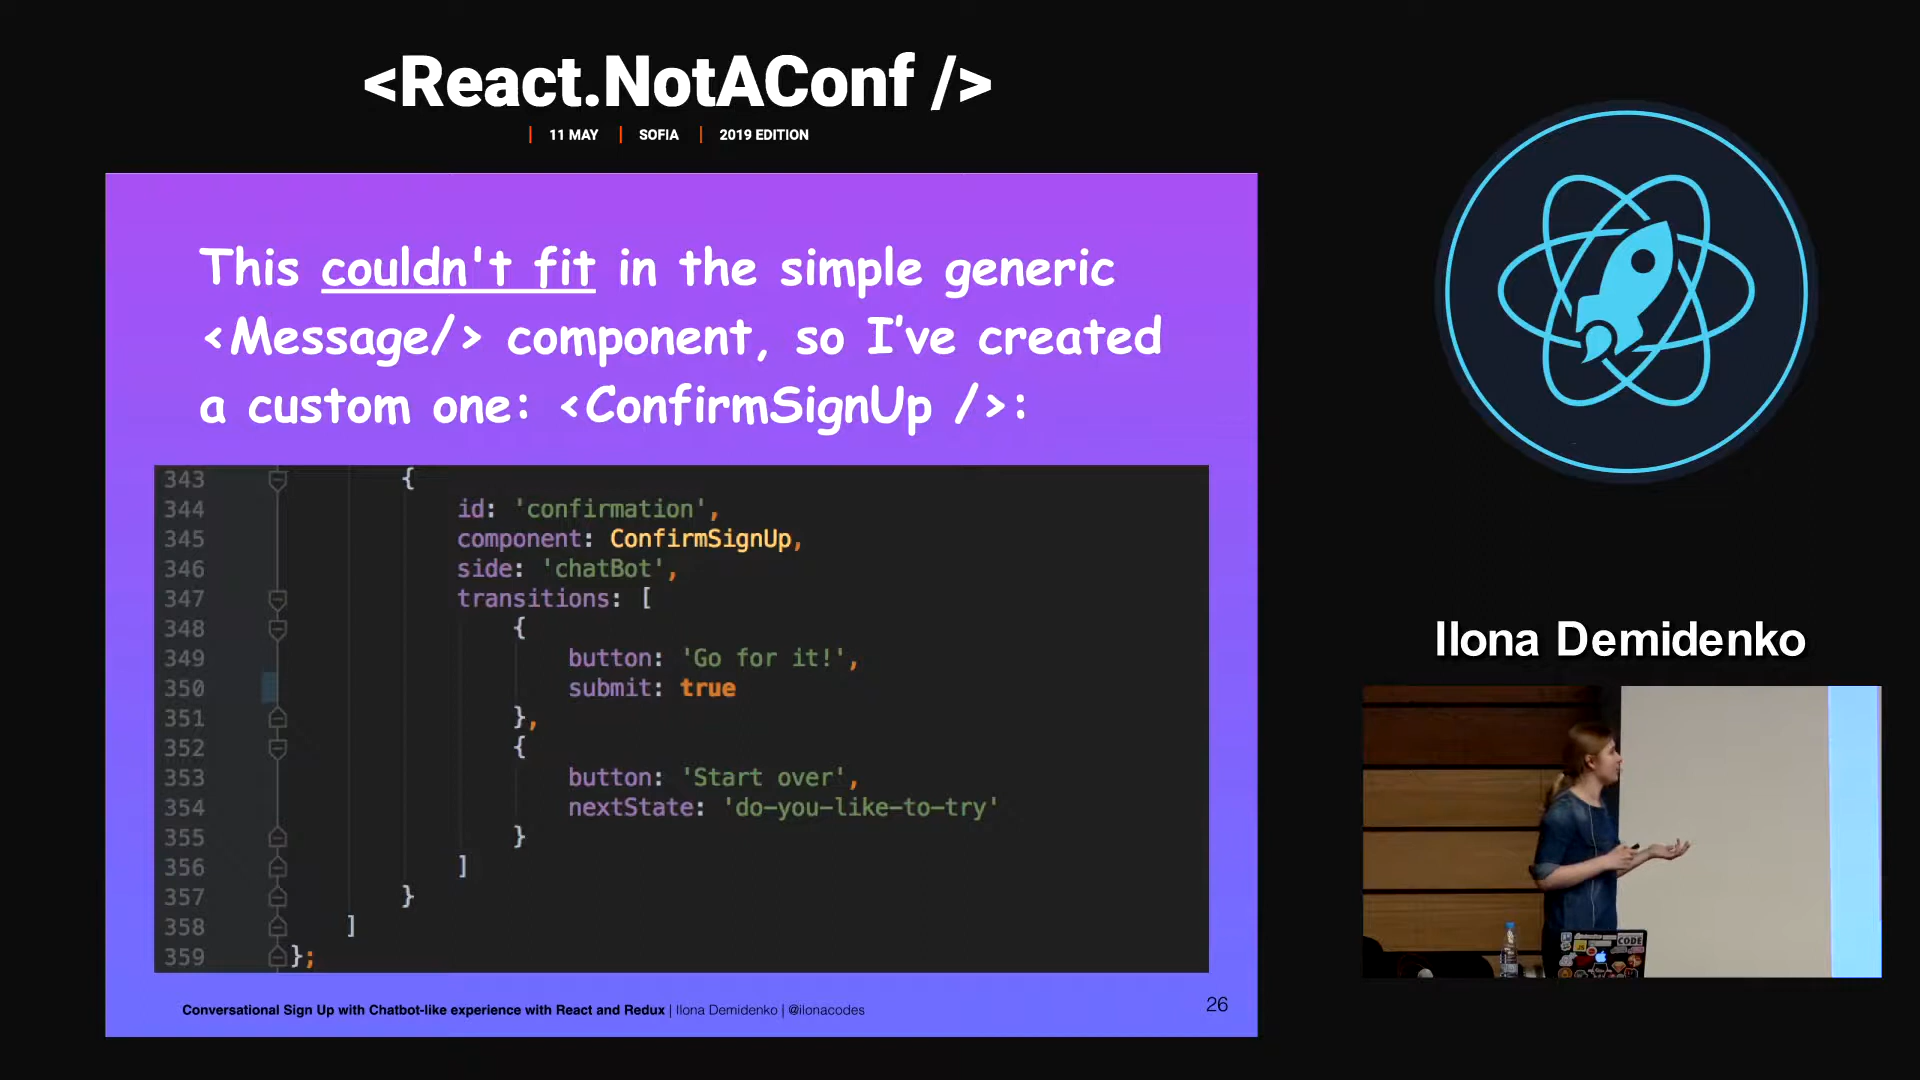 <React.NotAConf />
| 11 MAY | SOFIA | 2019 EDITION
This couldn't fit in the simple generic
<Message/> component, so I've created
a custom one: <ConfirmSignUp />:
343 {
344 id: 'confirmation',
345 component: ConfirmSignUp,
346 side: 'chatBot',
347 transitions: [
348 {
349 button: 'Go for it!',
350 submit: true
351 },
352 {
353 button: 'Start over',
354 nextState: 'do-you-like-to-try'
355 }
356 ]
357 }
358 ]
359 };
Conversational Sign Up with Chatbot-like experience with React and Redux | Ilona Demidenko | @ilonacodes
26
Ilona Demidenko
CODE
JS